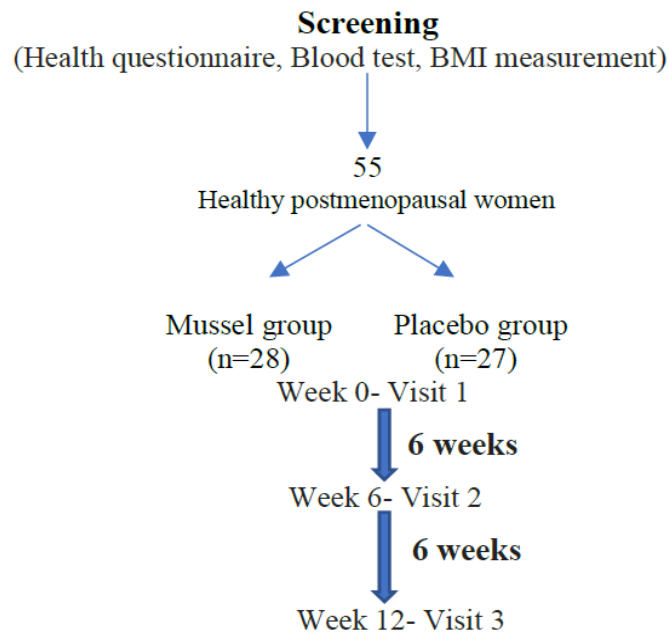 Screening
(Health questionnaire, Blood test, BMI measurement)
55
Healthy postmenopausal women
Mussel group
(n=28)
Placebo group
(n=27)
Week 0- Visit 1
6 weeks
Week 6- Visit 2
6 weeks
Week 12- Visit 3